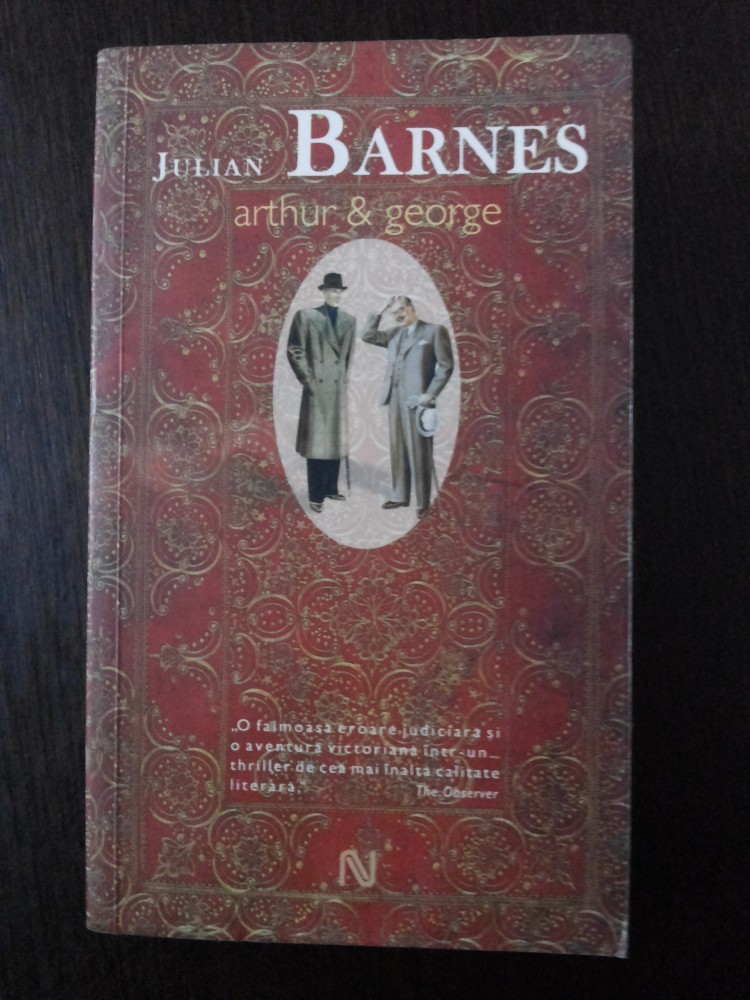 JULIAN BARNES
arthur & george
„O faimoasă eroare judiciară și
o aventură victoriană într-un
thriller de cea mai înaltă calitate
literară.”
The Observer
N